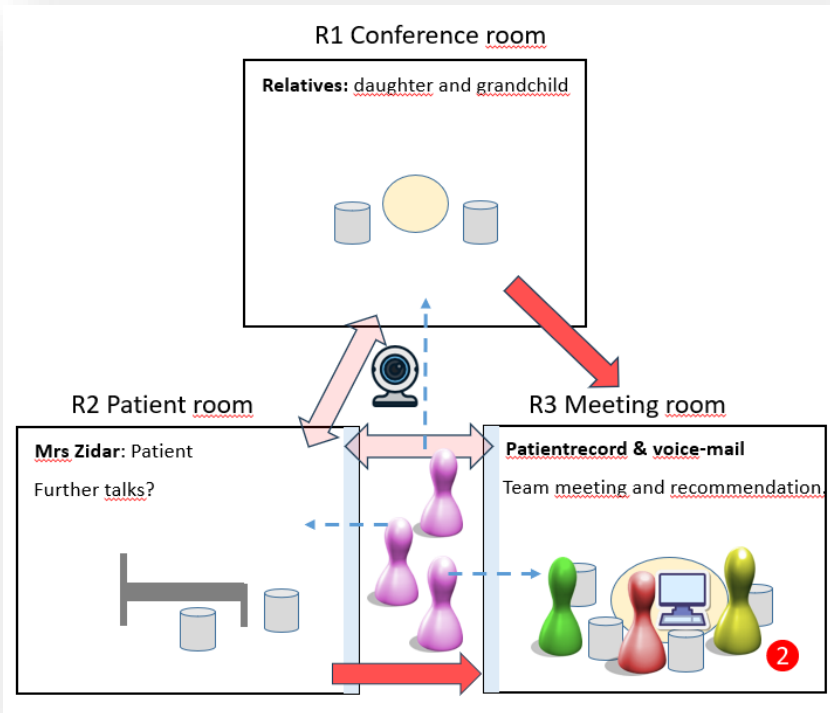 R1 Conference room
Relatives: daughter and grandchild
R2 Patient room
Mrs Zidar: Patient
Further talks?
R3 Meeting room
Patientrecord & voice-mail
Team meeting and recommendation,
2